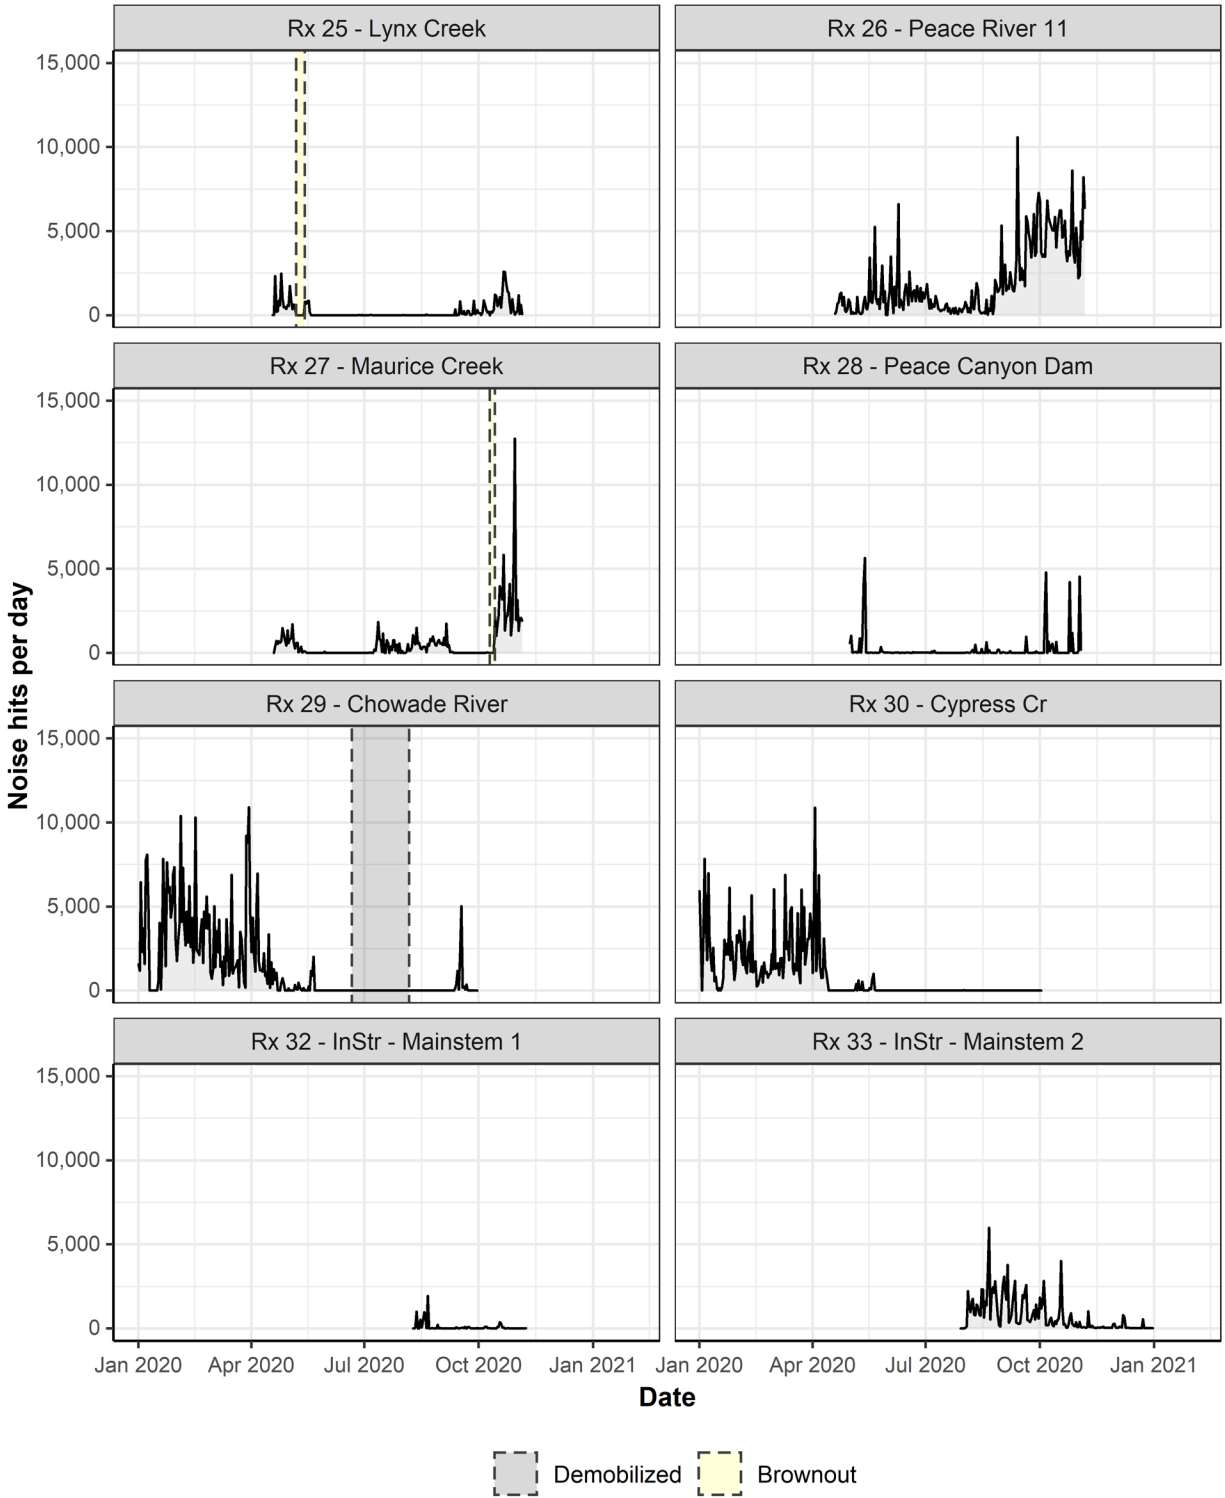 Rx 25 - Lynx Creek
Rx 26 - Peace River 11
15,000
10,000
5,000
0
Rx 27 - Maurice Creek
Rx 28 - Peace Canyon Dam
15,000
10,000
5,000
0
Noise hits per day
Rx 29 - Chowade River
Rx 30 - Cypress Cr
15,000
10,000
5,000
0
Rx 32 - InStr - Mainstem 1
Rx 33 - InStr - Mainstem 2
15,000
10,000
5,000
0
Jan 2020 Apr 2020 Jul 2020 Oct 2020 Jan 2021 Jan 2020 Apr 2020 Jul 2020 Oct 2020 Jan 2021
Date
Demobilized Brownout